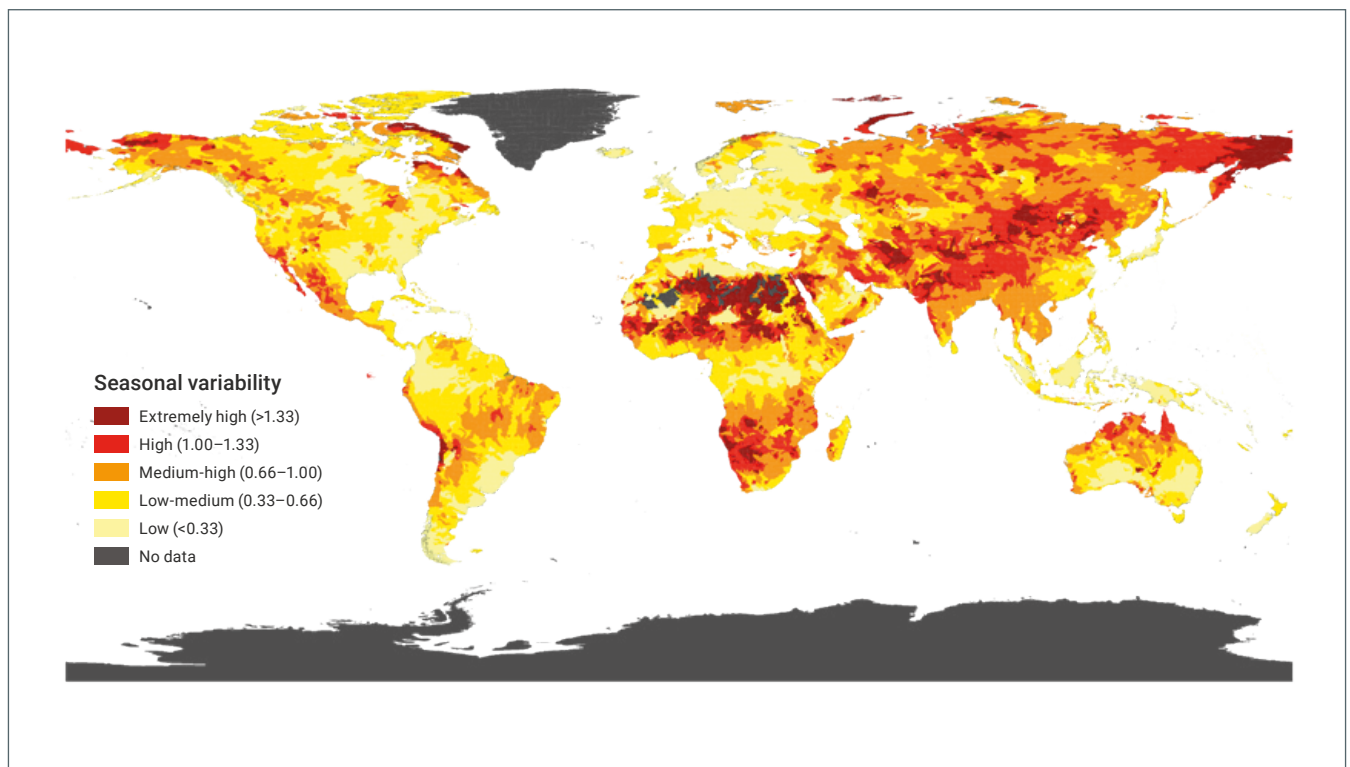 Seasonal variability
Extremely high (>1.33)
High (1.00–1.33)
Medium-high (0.66–1.00)
Low-medium (0.33–0.66)
Low (<0.33)
No data